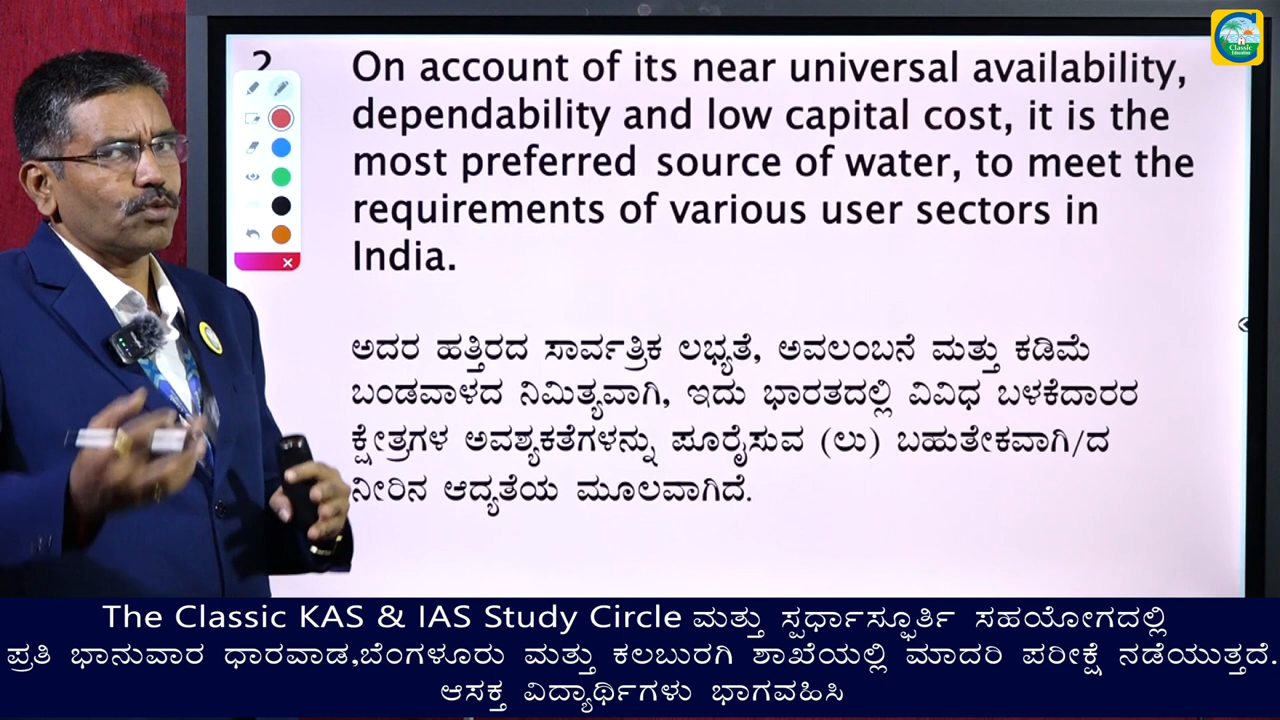 Classic
Education
2
On account of its near universal availability,
dependability and low capital cost, it is the
most preferred source of water, to meet the
requirements of various user sectors in
India.
ಅದರ ಹತ್ತಿರದ ಸಾರ್ವತ್ರಿಕ ಲಭ್ಯತೆ, ಅವಲಂಬನೆ ಮತ್ತು ಕಡಿಮೆ
ಬಂಡವಾಳದ ನಿಮಿತ್ಯವಾಗಿ, ಇದು ಭಾರತದಲ್ಲಿ ವಿವಿಧ ಬಳಕೆದಾರರ
ಕ್ಷೇತ್ರಗಳ ಅವಶ್ಯಕತೆಗಳನ್ನು ಪೂರೈಸುವ (ಲು) ಬಹುತೇಕವಾಗಿ/ದ
ನೀರಿನ ಆದ್ಯತೆಯ ಮೂಲವಾಗಿದೆ.
The Classic KAS & IAS Study Circle ಮತ್ತು ಸ್ಪರ್ಧಾಸ್ಫೂರ್ತಿ ಸಹಯೋಗದಲ್ಲಿ
ಪ್ರತಿ ಭಾನುವಾರ ಧಾರವಾಡ,ಬೆಂಗಳೂರು ಮತ್ತು ಕಲಬುರಗಿ ಶಾಖೆಯಲ್ಲಿ ಮಾದರಿ ಪರೀಕ್ಷೆ ನಡೆಯುತ್ತದೆ.
ಆಸಕ್ತ ವಿದ್ಯಾರ್ಥಿಗಳು ಭಾಗವಹಿಸಿ